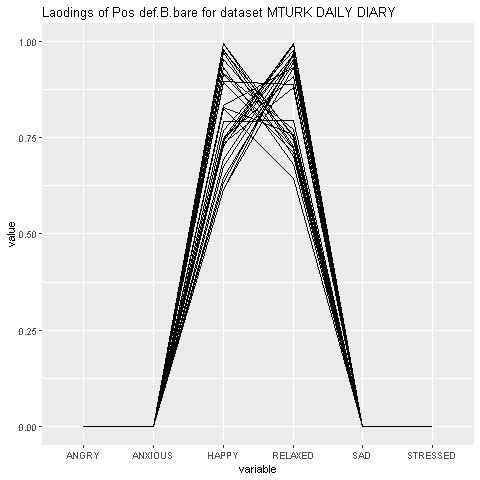 Laodings of Pos def.B.bare for dataset MTURK DAILY DIARY
1.00
0.75
0.50
0.25
0.00
value
ANGRY ANXIOUS HAPPY RELAXED SAD STRESSED
variable